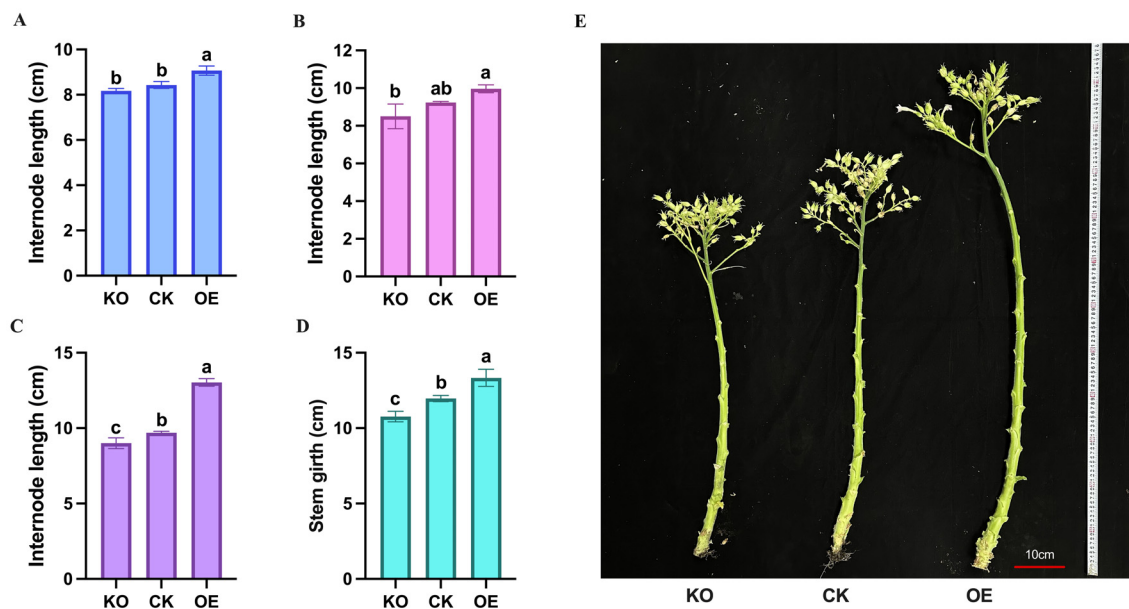 A
Internode length (cm)
10
8
6
4
2
0
b
b
a
KO
CK
OE
B
Internode length (cm)
12
10
8
6
4
2
0
b
ab
a
KO
CK
OE
C
Internode length (cm)
15
10
5
0
c
b
a
KO
CK
OE
D
Stem girth (cm)
15
10
5
0
c
b
a
KO
CK
OE
E
10cm
KO
CK
OE